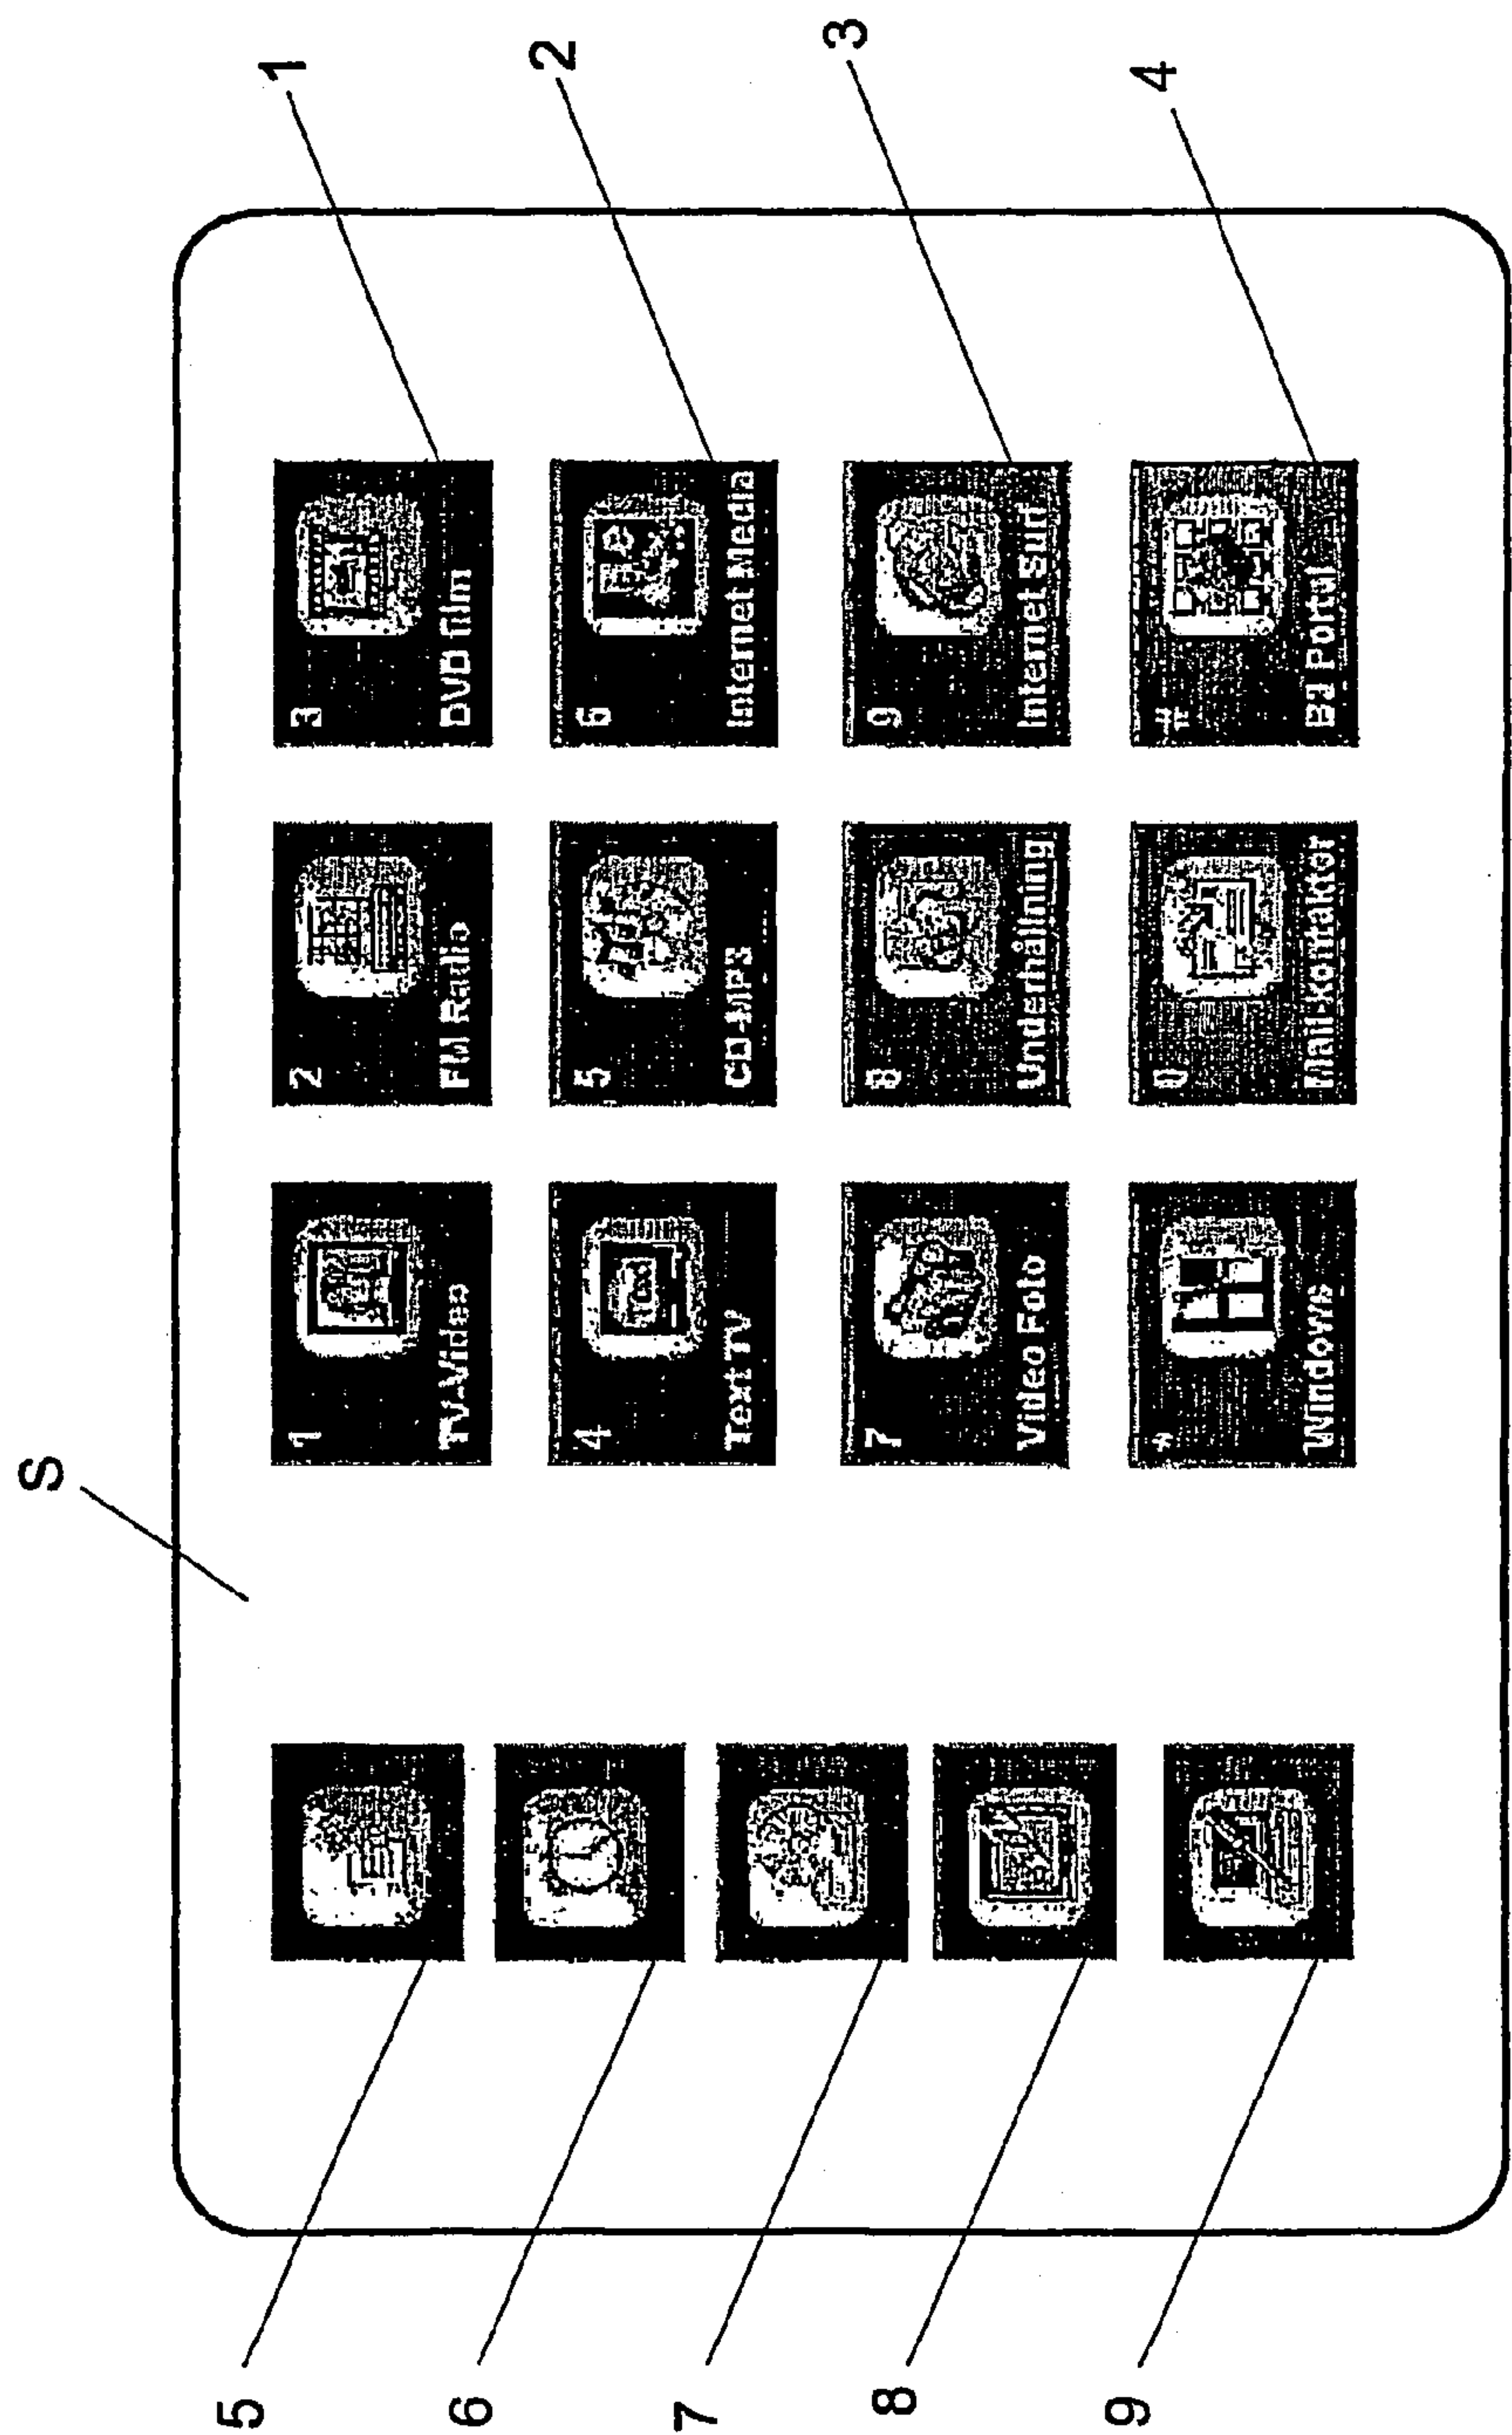 S
5
1
1 2 3
TV-Video FM Radio DVD film
6
2
4 5 6
Text
Text TV CD-MP3 Internet Media
7
3
7 8 9
Video Foto Underhållning Internet Surf
8
4
* 0 #
Windows Mail-kontakter
9